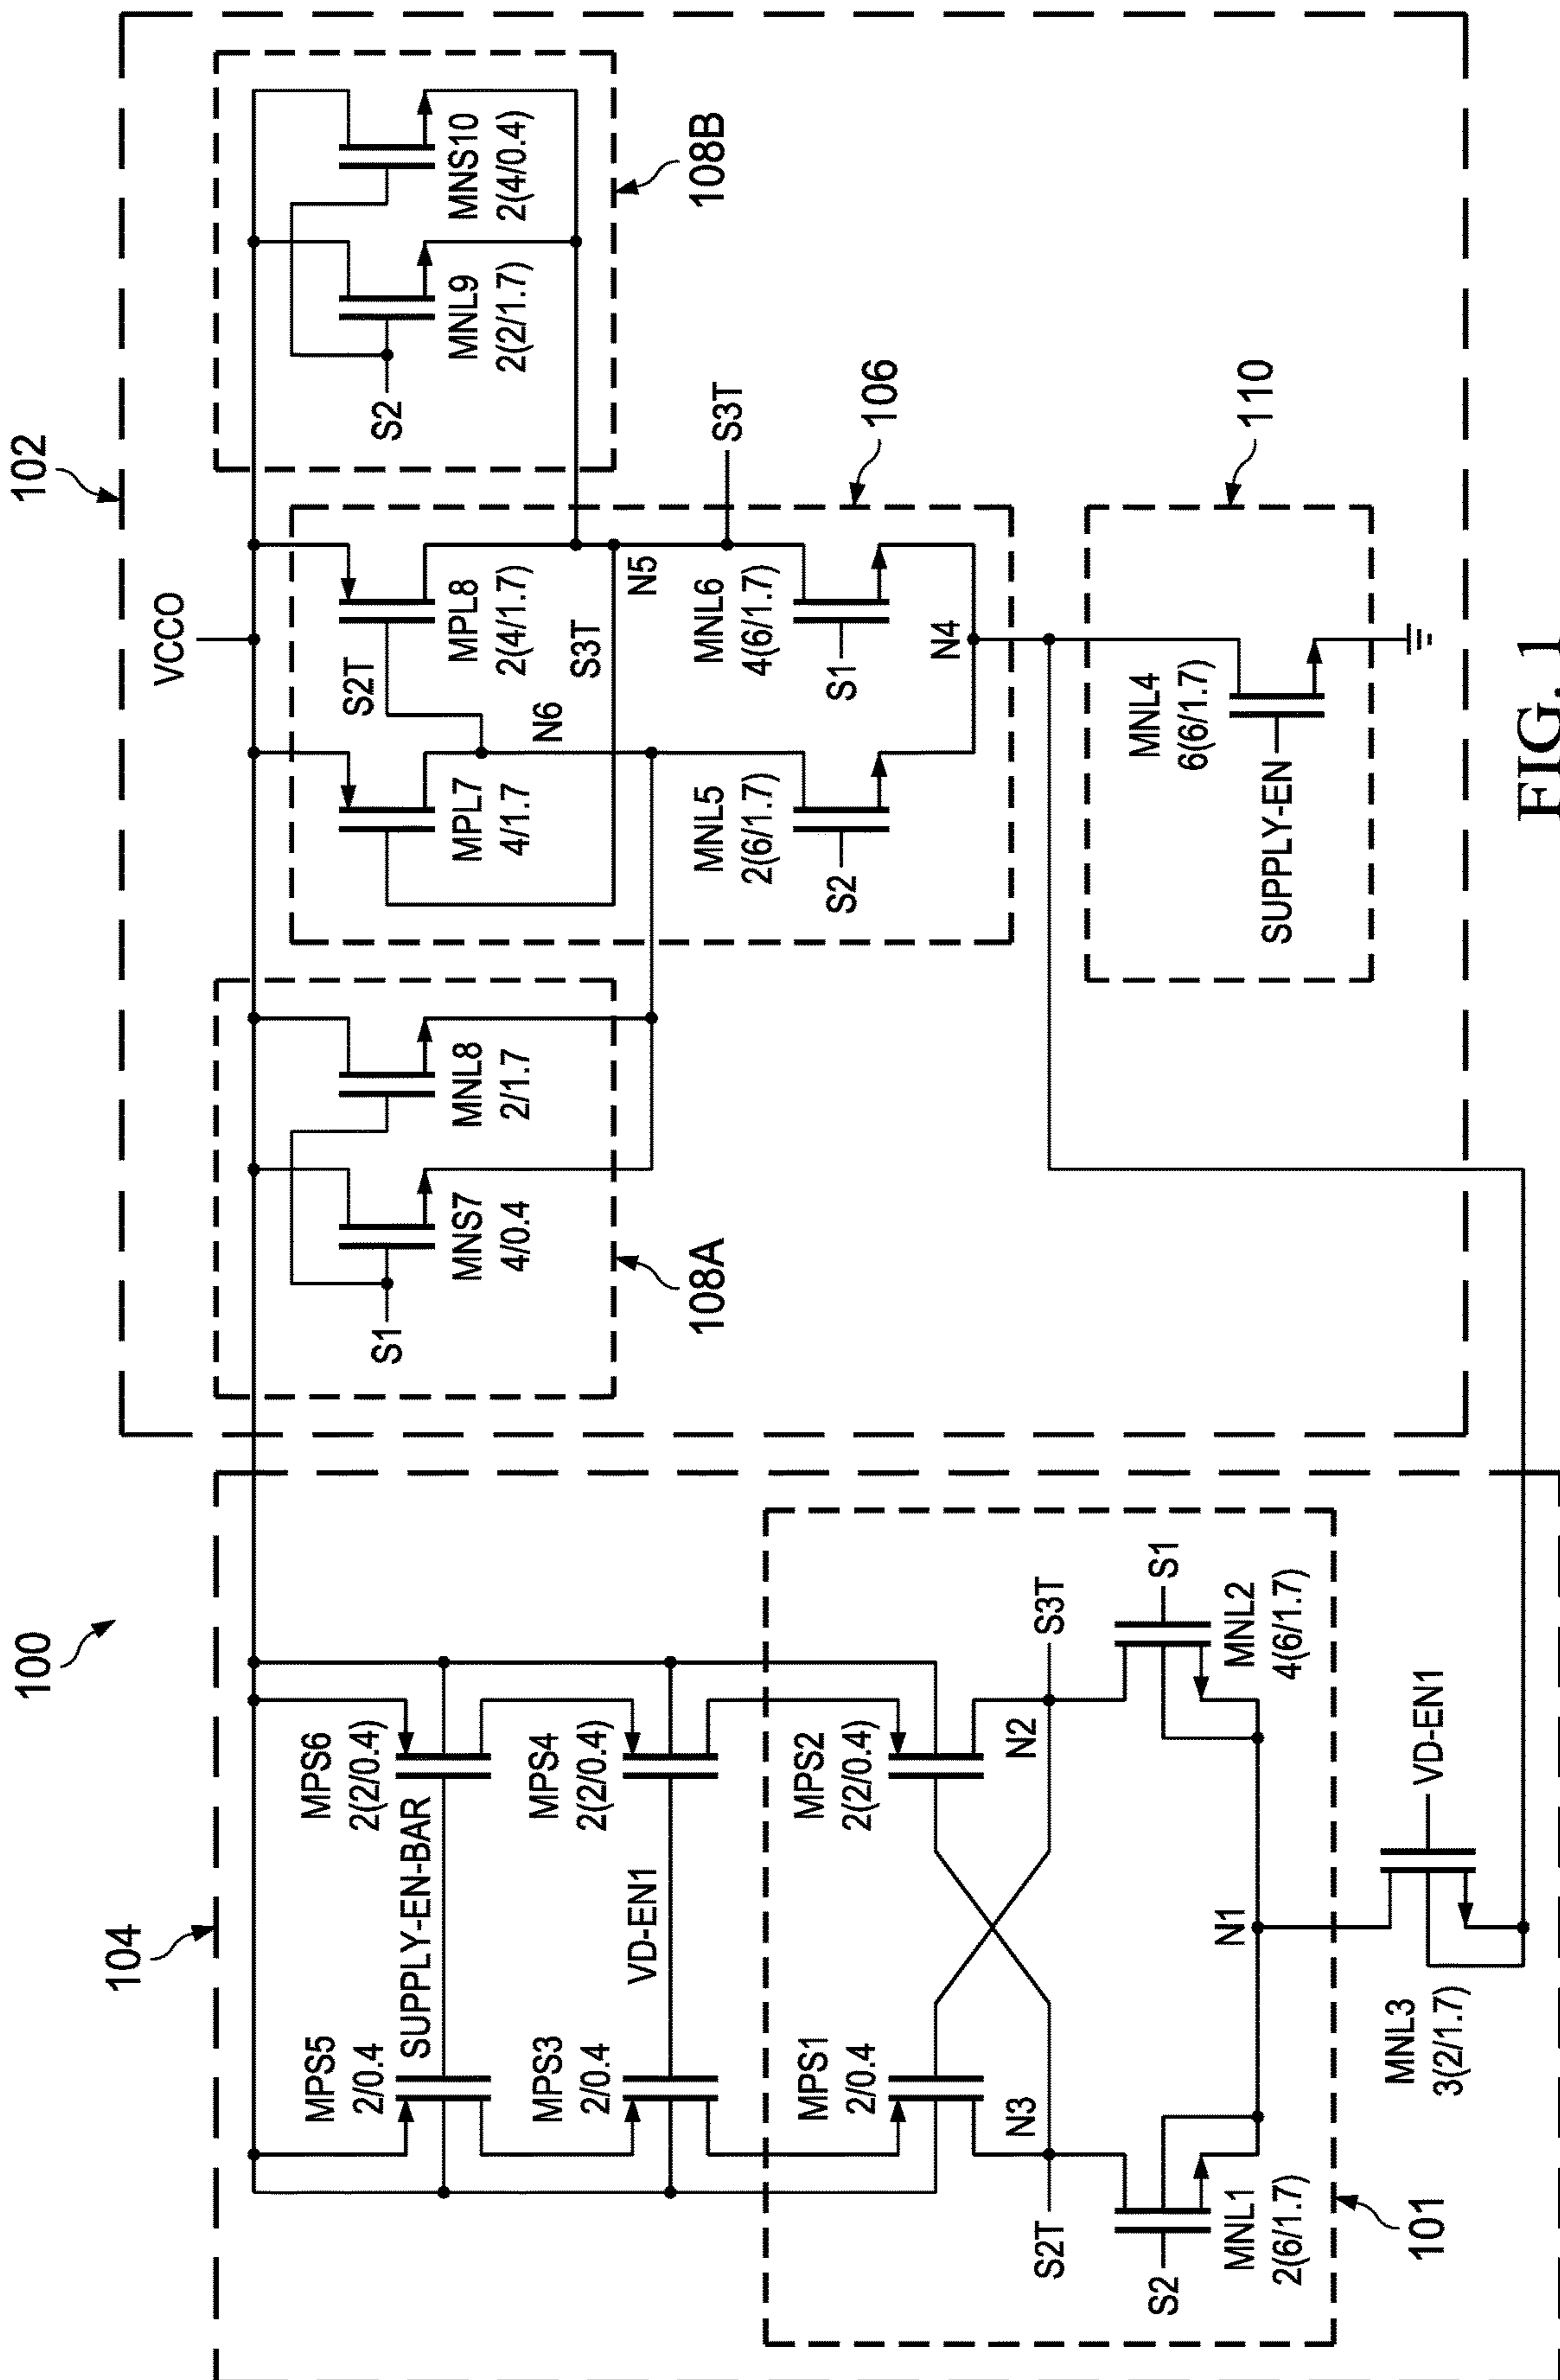 100
102
104
VCCO
MPS5
2/0.4
MPS6
2(2/0.4)
SUPPLY-EN-BAR
MPS3
2/0.4
MPS4
2(2/0.4)
VD-EN1
MPS1
2/0.4
MPS2
2(2/0.4)
N3
N2
S2T
S3T
S2
S1
MNL1
2(6/1.7)
MNL2
4(6/1.7)
N1
101
MNL3
3(2/1.7)
VD-EN1
S1
MNS7
4/0.4
MNL8
2/1.7
108A
S2T
MPL7
4/1.7
MPL8
2(4/1.7)
N6
S3T
N5
S3T
MNL5
2(6/1.7)
MNL6
4(6/1.7)
S2
S1
N4
106
S2
MNL9
2(2/1.7)
MNS10
2(4/0.4)
108B
MNL4
6(6/1.7)
SUPPLY-EN
110
FIG. 1